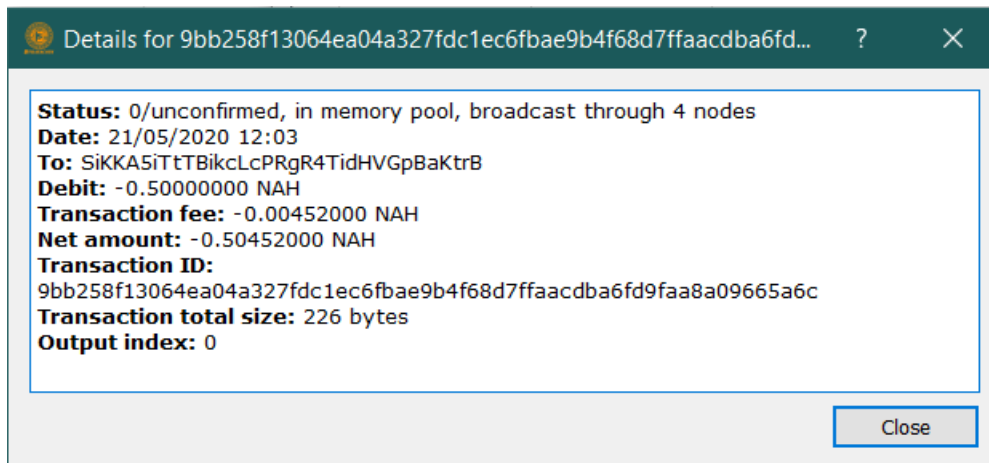 Details for 9bb258f13064ea04a327fdc1ec6fbae9b4f68d7ffaacdba6fd...
Status: 0/unconfirmed, in memory pool, broadcast through 4 nodes
Date: 21/05/2020 12:03
To: SiKKA5iTtTBikcLcPRgR4TidHVGpBaKtrB
Debit: -0.50000000 NAH
Transaction fee: -0.00452000 NAH
Net amount: -0.50452000 NAH
Transaction ID:
9bb258f13064ea04a327fdc1ec6fbae9b4f68d7ffaacdba6fd9faa8a09665a6c
Transaction total size: 226 bytes
Output index: 0
Close